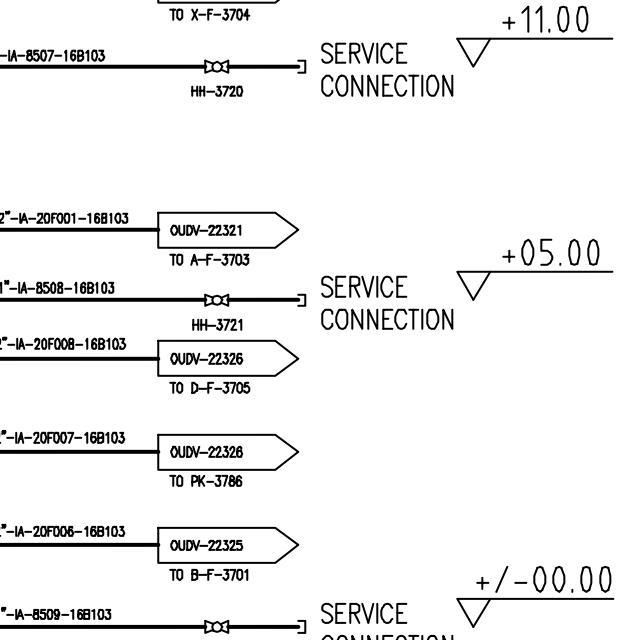 TO X-F-3704
+11.00
-IA-8507-16B103
SERVICE
CONNECTION
HH-3720
2"-IA-20F001-16B103
OUDV-22321
TO A-F-3703
+05.00
1"-IA-8508-16B103
SERVICE
CONNECTION
HH-3721
2"-IA-20F008-16B103
OUDV-22326
TO D-F-3705
"-IA-20F007-16B103
OUDV-22326
TO PK-3786
"-IA-20F006-16B103
OUDV-22325
TO B-F-3701
+/-00.00
"-IA-8509-16B103
SERVICE